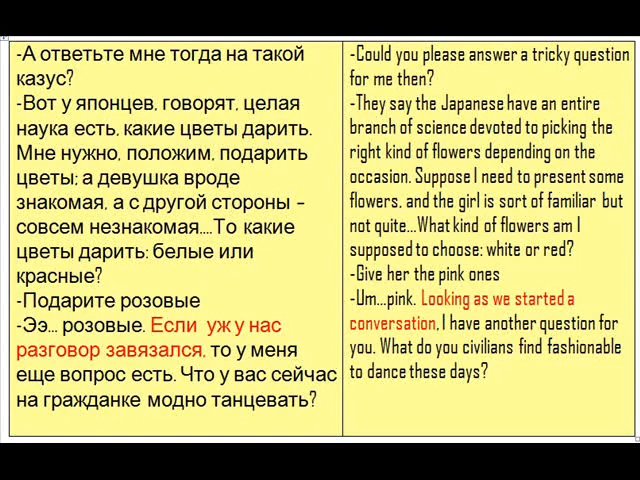 -А ответьте мне тогда на такой
казус?
-Вот у японцев, говорят, целая
наука есть, какие цветы дарить.
Мне нужно, положим, подарить
цветы; а девушка вроде
знакомая, а с другой стороны –
совсем незнакомая....То какие
цветы дарить: белые или
красные?
-Подарите розовые
-Ээ... розовые. Если уж у нас
разговор завязался, то у меня
еще вопрос есть. Что у вас сейчас
на гражданке модно танцевать?
-Could you please answer a tricky question
for me then?
-They say the Japanese have an entire
branch of science devoted to picking the
right kind of flowers depending on the
occasion. Suppose I need to present some
flowers, and the girl is sort of familiar but
not quite...What kind of flowers am I
supposed to choose: white or red?
-Give her the pink ones
-Um...pink. Looking as we started a
conversation, I have another question for
you. What do you civilians find fashionable
to dance these days?